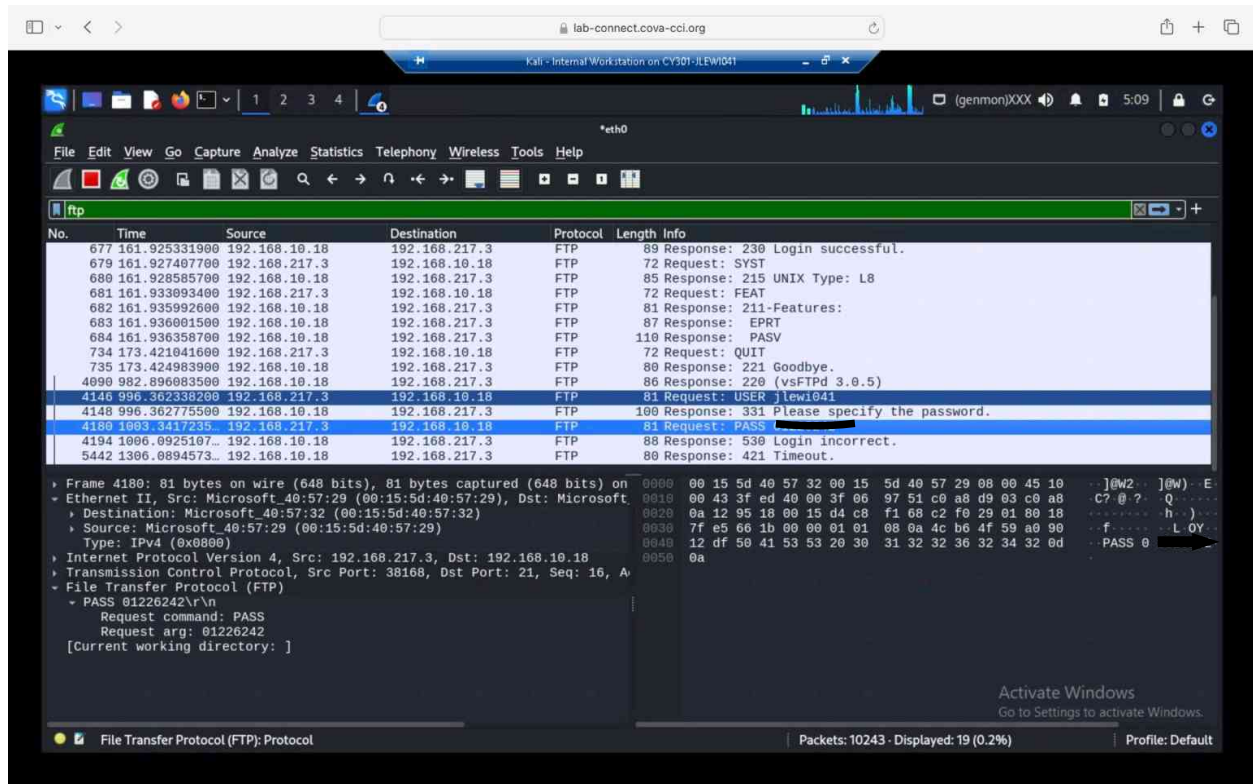 lab-connect.cova-cci.org
Kali - Internal Workstation on CY301-JLEWI041
1 2 3 4 (genmon)XXX 5:09
*eth0
File Edit View Go Capture Analyze Statistics Telephony Wireless Tools Help
ftp
No. Time Source Destination Protocol Length Info
677 161.925331900 192.168.10.18 192.168.217.3 FTP 89 Response: 230 Login successful.
679 161.927407700 192.168.217.3 192.168.10.18 FTP 72 Request: SYST
680 161.928585700 192.168.10.18 192.168.217.3 FTP 85 Response: 215 UNIX Type: L8
681 161.933093400 192.168.217.3 192.168.10.18 FTP 72 Request: FEAT
682 161.935992600 192.168.10.18 192.168.217.3 FTP 81 Response: 211-Features:
683 161.936001500 192.168.10.18 192.168.217.3 FTP 87 Response: EPRT
684 161.936358700 192.168.10.18 192.168.217.3 FTP 110 Response: PASV
734 173.421041600 192.168.217.3 192.168.10.18 FTP 72 Request: QUIT
735 173.424983900 192.168.10.18 192.168.217.3 FTP 80 Response: 221 Goodbye.
4090 982.896083500 192.168.10.18 192.168.217.3 FTP 86 Response: 220 (vsFTPd 3.0.5)
4146 996.362338200 192.168.217.3 192.168.10.18 FTP 81 Request: USER jlewi041
4148 996.362775500 192.168.10.18 192.168.217.3 FTP 100 Response: 331 Please specify the password.
4180 1003.3417235… 192.168.217.3 192.168.10.18 FTP 81 Request: PASS
4194 1006.0925107… 192.168.10.18 192.168.217.3 FTP 88 Response: 530 Login incorrect.
5442 1306.0894573… 192.168.10.18 192.168.217.3 FTP 80 Response: 421 Timeout.
Frame 4180: 81 bytes on wire (648 bits), 81 bytes captured (648 bits) on
Ethernet II, Src: Microsoft_40:57:29 (00:15:5d:40:57:29), Dst: Microsoft_
Destination: Microsoft_40:57:32 (00:15:5d:40:57:32)
Source: Microsoft_40:57:29 (00:15:5d:40:57:29)
Type: IPv4 (0x0800)
Internet Protocol Version 4, Src: 192.168.217.3, Dst: 192.168.10.18
Transmission Control Protocol, Src Port: 38168, Dst Port: 21, Seq: 16, A
File Transfer Protocol (FTP)
PASS 01226242\r\n
Request command: PASS
Request arg: 01226242
[Current working directory: ]
0000 00 15 5d 40 57 32 00 15 5d 40 57 29 08 00 45 10 ··]@W2·· ]@W)··E·
0010 00 43 3f ed 40 00 3f 06 97 51 c0 a8 d9 03 c0 a8 ·C?·@·?· ·Q······
0020 0a 12 95 18 00 15 d4 c8 f1 68 c2 f0 29 01 80 18 ········ ·h··)···
0030 7f e5 66 1b 00 00 01 01 08 0a 4c b6 4f 59 a0 90 ··f····· ··L·OY··
0040 12 df 50 41 53 53 20 30 31 32 32 36 32 34 32 0d ··PASS 0
0050 0a ·
Activate Windows
Go to Settings to activate Windows.
File Transfer Protocol (FTP): Protocol Packets: 10243 · Displayed: 19 (0.2%) Profile: Default